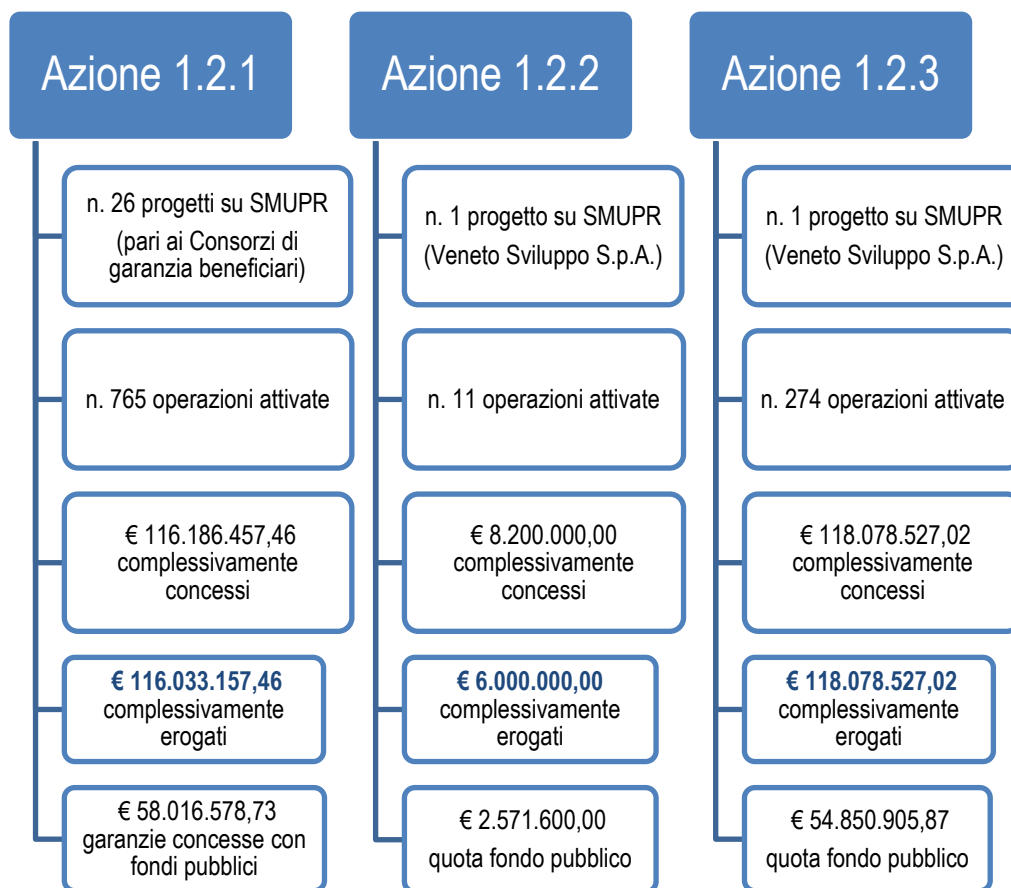 Azione 1.2.1
n. 26 progetti su SMUPR
(pari ai Consorzi di
garanzia beneficiari)
n. 765 operazioni attivate
€ 116.186.457,46
complessivamente
concessi
€ 116.033.157,46
complessivamente
erogati
€ 58.016.578,73
garanzie concesse con
fondi pubblici
Azione 1.2.2
n. 1 progetto su SMUPR
(Veneto Sviluppo S.p.A.)
n. 11 operazioni attivate
€ 8.200.000,00
complessivamente
concessi
€ 6.000.000,00
complessivamente
erogati
€ 2.571.600,00
quota fondo pubblico
Azione 1.2.3
n. 1 progetto su SMUPR
(Veneto Sviluppo S.p.A.)
n. 274 operazioni attivate
€ 118.078.527,02
complessivamente
concessi
€ 118.078.527,02
complessivamente
erogati
€ 54.850.905,87
quota fondo pubblico